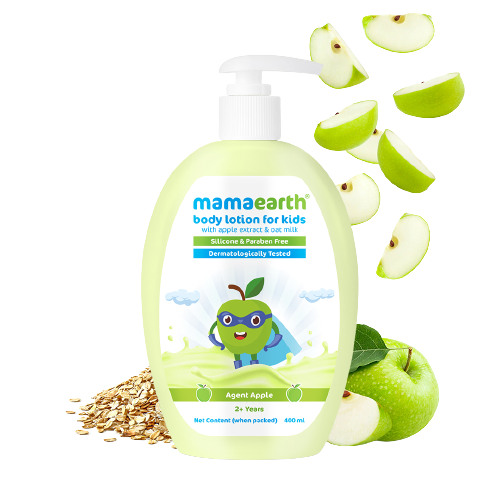 mamaearth®
body lotion for kids
with apple extract & oat milk
Silicone & Paraben Free
Dermatologically Tested
Agent Apple
2+ Years
Net Content (when packed) 400 ml